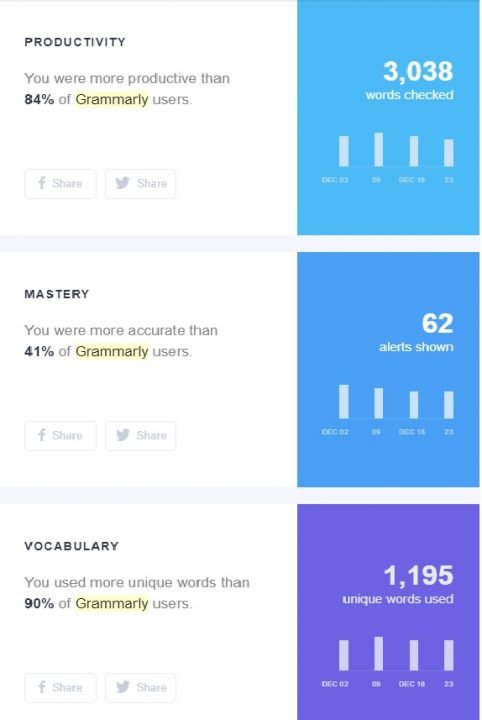 PRODUCTIVITY
You were more productive than
84% of Grammarly users.
Share
Share
3,038
words checked
DEC 02 09 DEC 16 23
MASTERY
You were more accurate than
41% of Grammarly users.
Share
Share
62
alerts shown
DEC 02 09 DEC 16 23
VOCABULARY
You used more unique words than
90% of Grammarly users.
Share
Share
1,195
unique words used
DEC 02 09 DEC 16 23